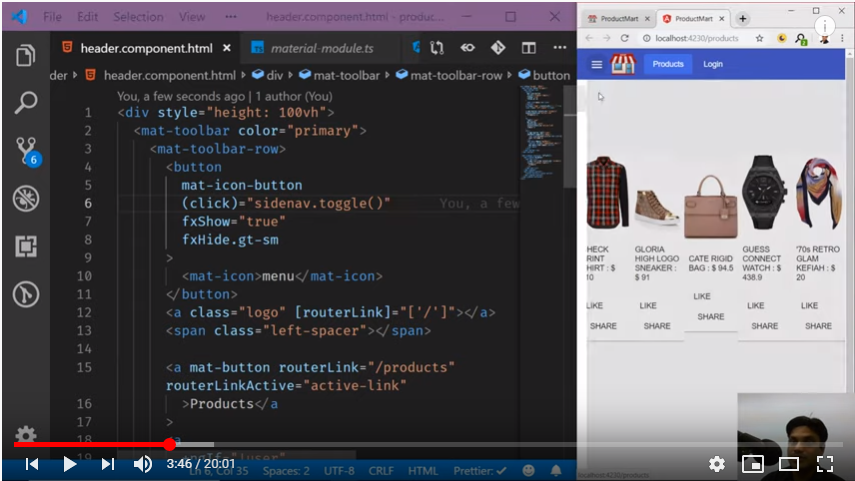 File Edit Selection View ··· header.component.html - produc...
header.component.html × material-module.ts ···
der > header.component.html > div > mat-toolbar > mat-toolbar-row > button
You, a few seconds ago | 1 author (You)
1 <div style="height: 100vh">
2 <mat-toolbar color="primary">
3 <mat-toolbar-row>
4 <button
5 mat-icon-button
6 (click)="sidenav.toggle()" You, a few
7 fxShow="true"
8 fxHide.gt-sm
9 >
10 <mat-icon>menu</mat-icon>
11 </button>
12 <a class="logo" [routerLink]="['/']"></a>
13 <span class="left-spacer"></span>
14
15 <a mat-button routerLink="/products"
routerLinkActive="active-link"
16 >Products</a
17 >
18 <a
19 *ngIf="!user
6
Ln 6, Col 35 Spaces: 2 UTF-8 CRLF HTML Prettier: ✓
3:46 / 20:01
ProductMart × ProductMart ×
localhost:4230/products
Products Login
HECK
RINT
HIRT : $
10
LIKE
SHARE
GLORIA
HIGH LOGO
SNEAKER :
$ 91
LIKE
SHARE
CATE RIGID
BAG : $ 94.5
LIKE
SHARE
GUESS
CONNECT
WATCH : $
438.9
LIKE
SHARE
'70s RETRO
GLAM
KEFIAH : $
20
LIKE
SHARE
localhost:4230/products